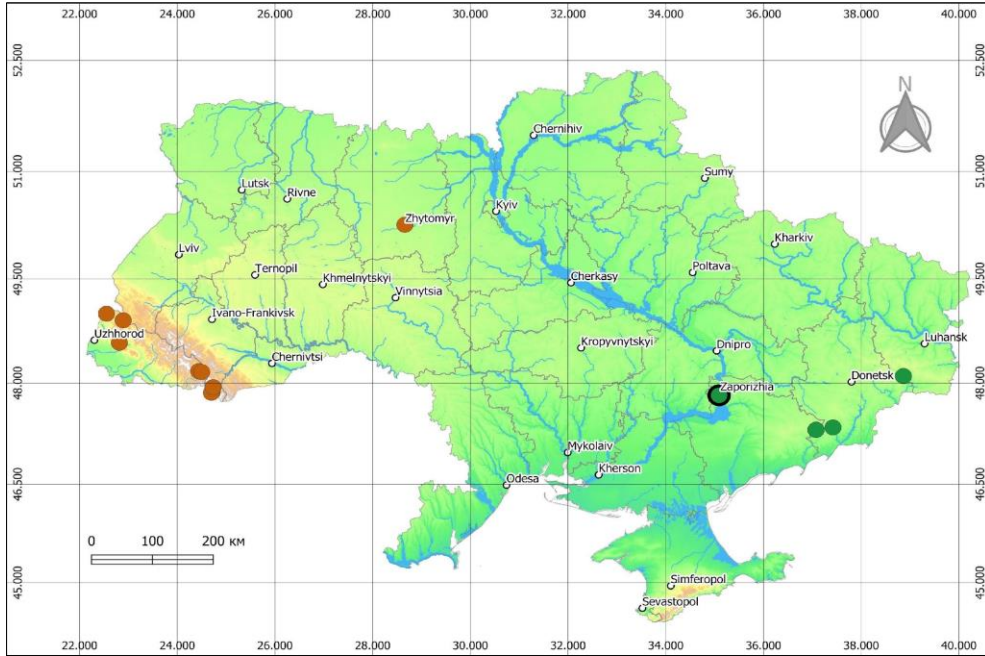 22.000 24.000 26.000 28.000 30.000 32.000 34.000 36.000 38.000 40.000
52.500 52.500
N
Chernihiv
51.000 51.000
Sumy
Lutsk
Rivne
Kyiv
Zhytomyr
Kharkiv
Lviv
Ternopil
Poltava
49.500 49.500
Khmelnytskyi
Cherkasy
Vinnytsia
Ivano-Frankivsk
Uzhhorod
Kropyvnytskyi
Dnipro
Luhansk
Chernivtsi
Donetsk
48.000 48.000
Zaporizhia
Mykolaiv
Kherson
46.500 46.500
Odesa
0 100 200 км
45.000 45.000
Simferopol
Sevastopol
22.000 24.000 26.000 28.000 30.000 32.000 34.000 36.000 38.000 40.000